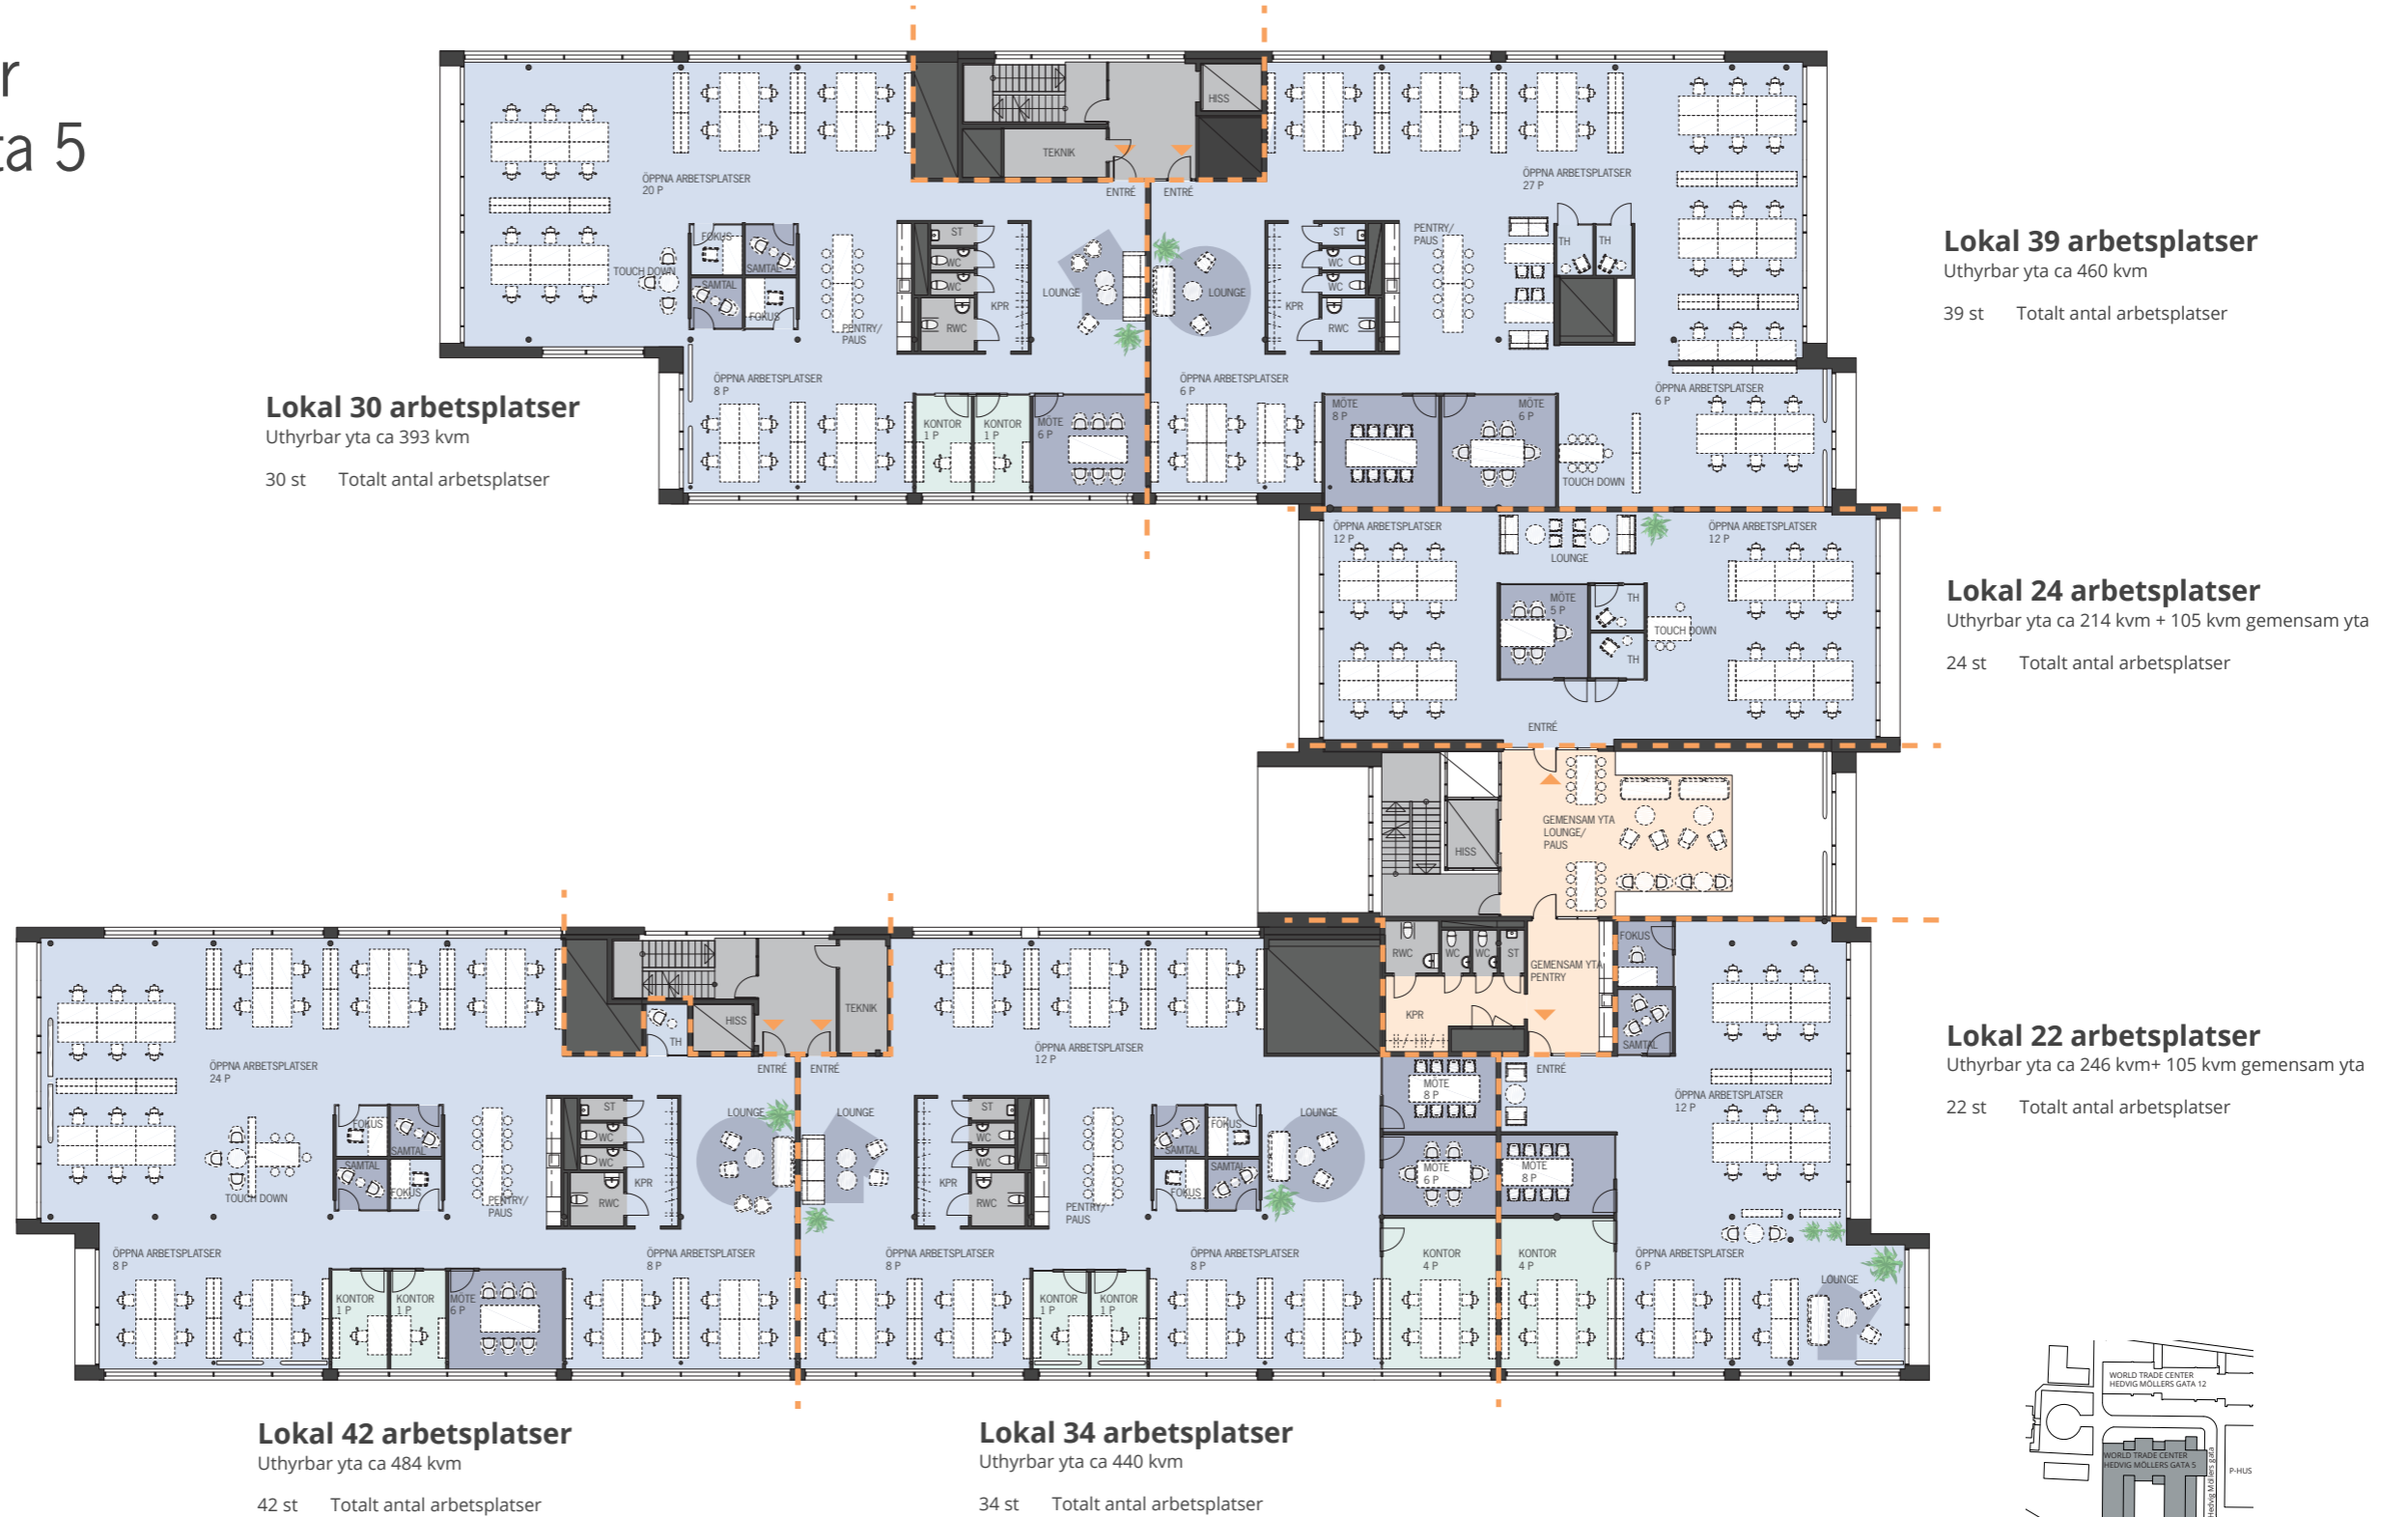 r
ta 5
HISS
TEKNIK
ENTRÉ
ENTRÉ
ÖPPNA ARBETSPLATSER
20 P
FOKUS
SAMTAL
SAMTAL
FOKUS
TOUCH DOWN
PENTRY/
PAUS
ST
WC
WC
RWC
KPR
LOUNGE
ÖPPNA ARBETSPLATSER
8 P
KONTOR
1 P
KONTOR
1 P
MÖTE
6 P
Lokal 30 arbetsplatser
Uthyrbar yta ca 393 kvm
30 st Totalt antal arbetsplatser
LOUNGE
KPR
ST
WC
WC
RWC
PENTRY/
PAUS
ÖPPNA ARBETSPLATSER
27 P
TH
TH
ÖPPNA ARBETSPLATSER
6 P
MÖTE
8 P
MÖTE
6 P
TOUCH DOWN
ÖPPNA ARBETSPLATSER
6 P
Lokal 39 arbetsplatser
Uthyrbar yta ca 460 kvm
39 st Totalt antal arbetsplatser
ÖPPNA ARBETSPLATSER
12 P
LOUNGE
ÖPPNA ARBETSPLATSER
12 P
MÖTE
5 P
TH
TH
TOUCH DOWN
ENTRÉ
Lokal 24 arbetsplatser
Uthyrbar yta ca 214 kvm + 105 kvm gemensam yta
24 st Totalt antal arbetsplatser
HISS
GEMENSAM YTA
LOUNGE/
PAUS
RWC
WC
WC
ST
GEMENSAM YTA
PENTRY
KPR
FOKUS
SAMTAL
ENTRÉ
ÖPPNA ARBETSPLATSER
12 P
MÖTE
8 P
KONTOR
4 P
ÖPPNA ARBETSPLATSER
6 P
LOUNGE
Lokal 22 arbetsplatser
Uthyrbar yta ca 246 kvm+ 105 kvm gemensam yta
22 st Totalt antal arbetsplatser
TH
HISS
TEKNIK
ENTRÉ
ENTRÉ
ÖPPNA ARBETSPLATSER
24 P
TOUCH DOWN
FOKUS
SAMTAL
SAMTAL
FOKUS
PENTRY/
PAUS
ST
WC
WC
RWC
KPR
LOUNGE
ÖPPNA ARBETSPLATSER
8 P
KONTOR
1 P
KONTOR
1 P
MÖTE
6 P
ÖPPNA ARBETSPLATSER
8 P
Lokal 42 arbetsplatser
Uthyrbar yta ca 484 kvm
42 st Totalt antal arbetsplatser
ÖPPNA ARBETSPLATSER
12 P
LOUNGE
KPR
ST
WC
WC
RWC
PENTRY/
PAUS
SAMTAL
FOKUS
FOKUS
SAMTAL
LOUNGE
MÖTE
8 P
MÖTE
6 P
ÖPPNA ARBETSPLATSER
8 P
KONTOR
1 P
KONTOR
1 P
ÖPPNA ARBETSPLATSER
8 P
KONTOR
4 P
Lokal 34 arbetsplatser
Uthyrbar yta ca 440 kvm
34 st Totalt antal arbetsplatser
WORLD TRADE CENTER
HEDVIG MÖLLERS GATA 12
WORLD TRADE CENTER
HEDVIG MÖLLERS GATA 5
Hedvig Möllers gata
P-HUS